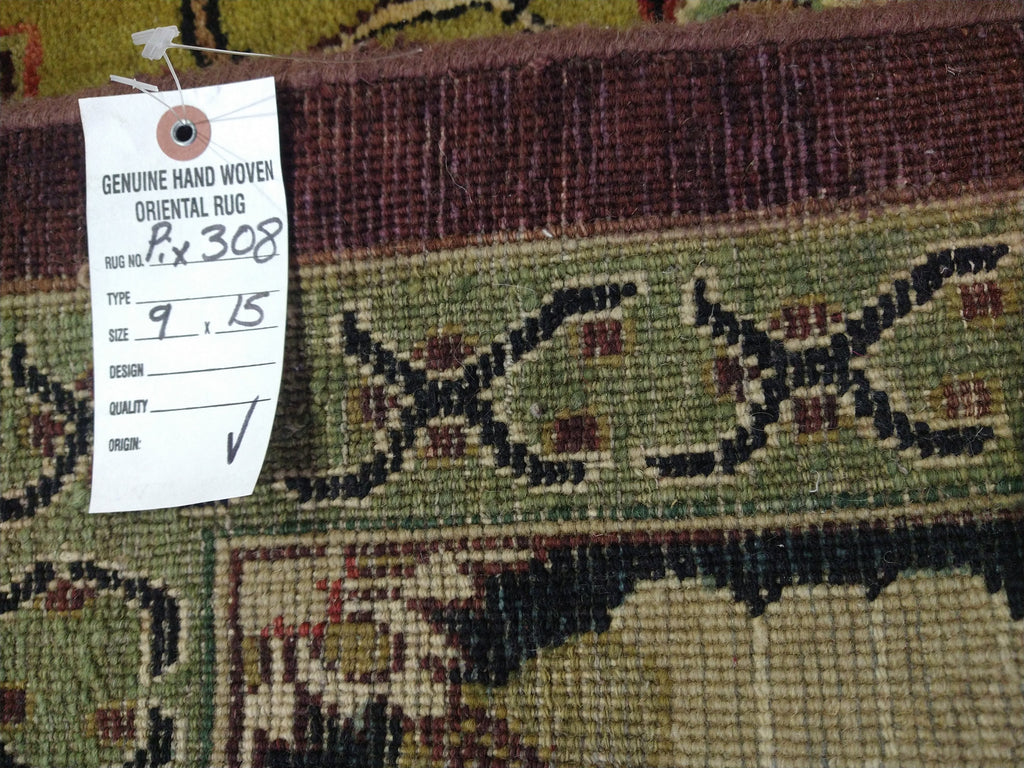 GENUINE HAND WOVEN
ORIENTAL RUG
RUG NO. P.x 308
TYPE
SIZE 9 X 15
DESIGN
QUALITY
ORIGIN: ✓